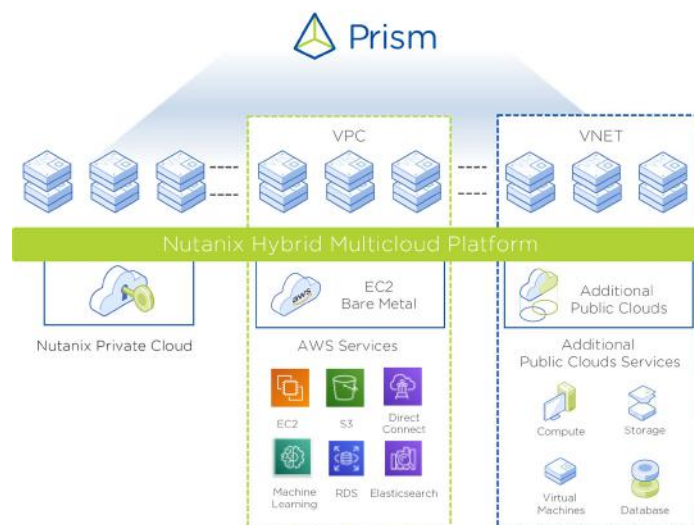 Prism
VPC
VNET
Nutanix Hybrid Multicloud Platform
Nutanix Private Cloud
aws
EC2
Bare Metal
Additional
Public Clouds
AWS Services
EC2
S3
Direct
Connect
Machine
Learning
RDS
Elasticsearch
Additional
Public Clouds Services
Compute
Storage
Virtual
Machines
Database